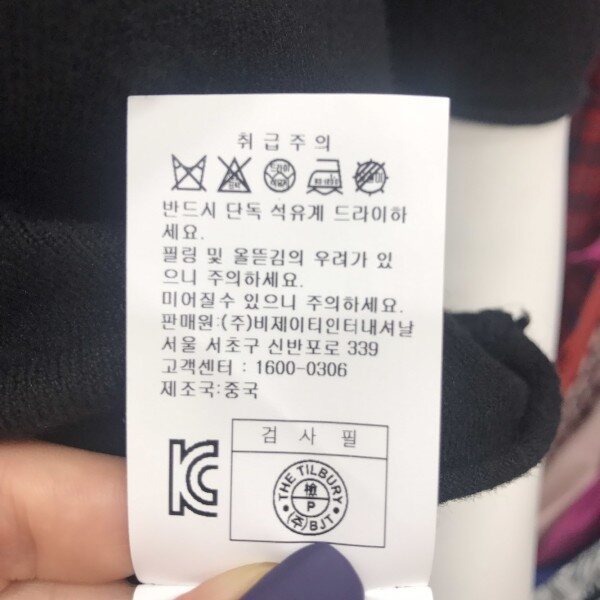 취급주의
반드시 단독 석유계 드라이하
세요.
필링 및 올뜯김의 우려가 있
으니 주의하세요.
미어질수 있으니 주의하세요.
판매원:(주)비제이티인터내셔날
서울 서초구 신반포로 339
고객센터 : 1600-0306
제조국:중국
검 사 필
THE TILBURY
檢
P
(주)BJT